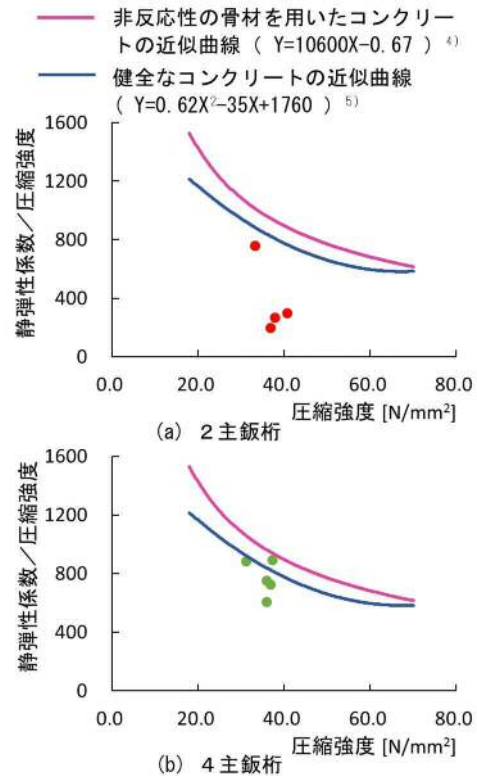 非反応性の骨材を用いたコンクリー
トの近似曲線 ( Y=10600X-0.67 ) 4)
健全なコンクリートの近似曲線
( Y=0.62X²-35X+1760 ) 5)
静弾性係数／圧縮強度
1600
1200
800
400
0
0.0 20.0 40.0 60.0 80.0
圧縮強度 [N/mm²]
(a) 2主鈑桁
静弾性係数／圧縮強度
1600
1200
800
400
0
0.0 20.0 40.0 60.0 80.0
圧縮強度 [N/mm²]
(b) 4主鈑桁